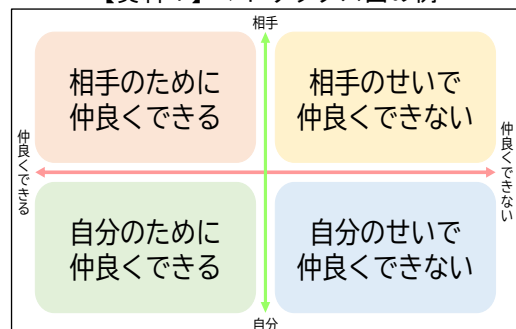 相手
相手のために
仲良くできる
相手のせいで
仲良くできない
仲良くできる
仲良くできない
自分のために
仲良くできる
自分のせいで
仲良くできない
自分